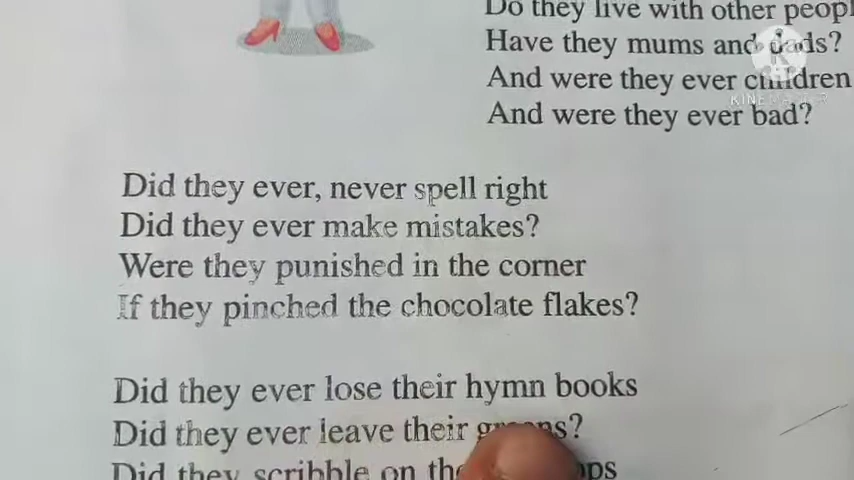 Do they live with other peopl
Have they mums and dads?
And were they ever children
And were they ever bad?
KINEMASTER
Did they ever, never spell right
Did they ever make mistakes?
Were they punished in the corner
If they pinched the chocolate flakes?
Did they ever lose their hymn books
Did they ever leave their greens?
Did they scribble on the